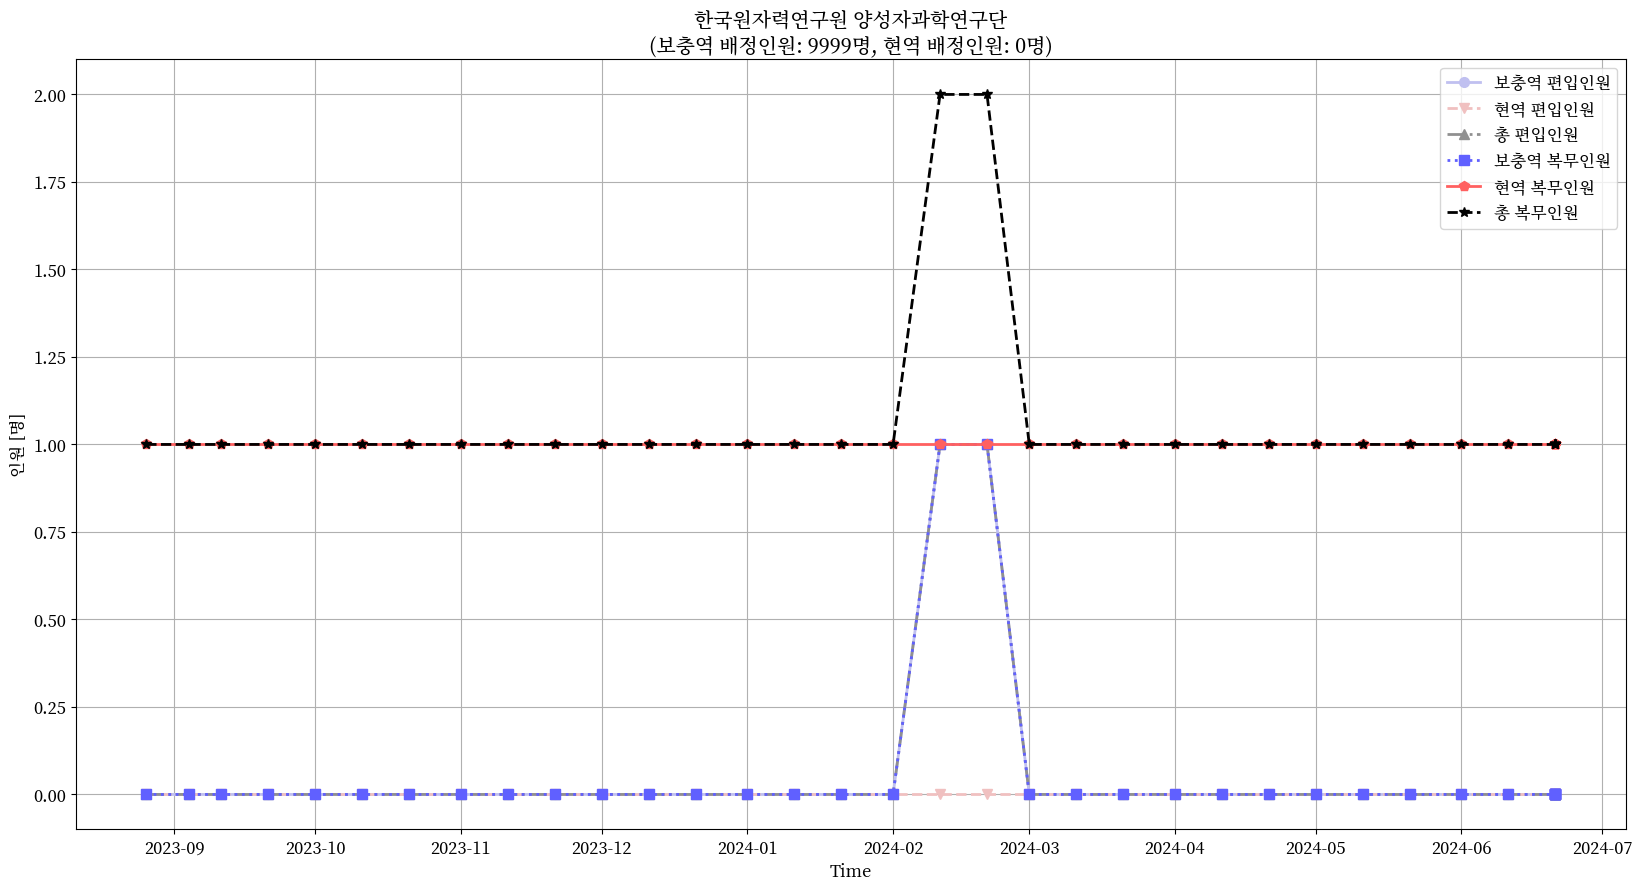 한국원자력연구원 양성자과학연구단
(보충역 배정인원: 9999명, 현역 배정인원: 0명)
보충역 편입인원
현역 편입인원
총 편입인원
보충역 복무인원
현역 복무인원
총 복무인원
인원 [명]
2.00
1.75
1.50
1.25
1.00
0.75
0.50
0.25
0.00
2023-09 2023-10 2023-11 2023-12 2024-01 2024-02 2024-03 2024-04 2024-05 2024-06 2024-07
Time